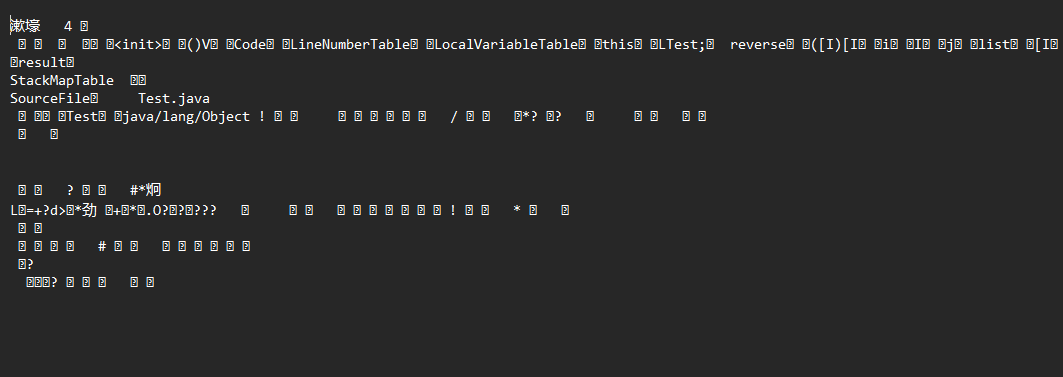 漱壕 4
<init> ()V Code LineNumberTable LocalVariableTable this LTest; reverse ([I)[I i I j list [I
result
StackMapTable
SourceFile Test.java
Test java/lang/Object ! / *? ?
? #*炯
L =+?d> *劲 + * .O? ? ??? ! *
#
?
?